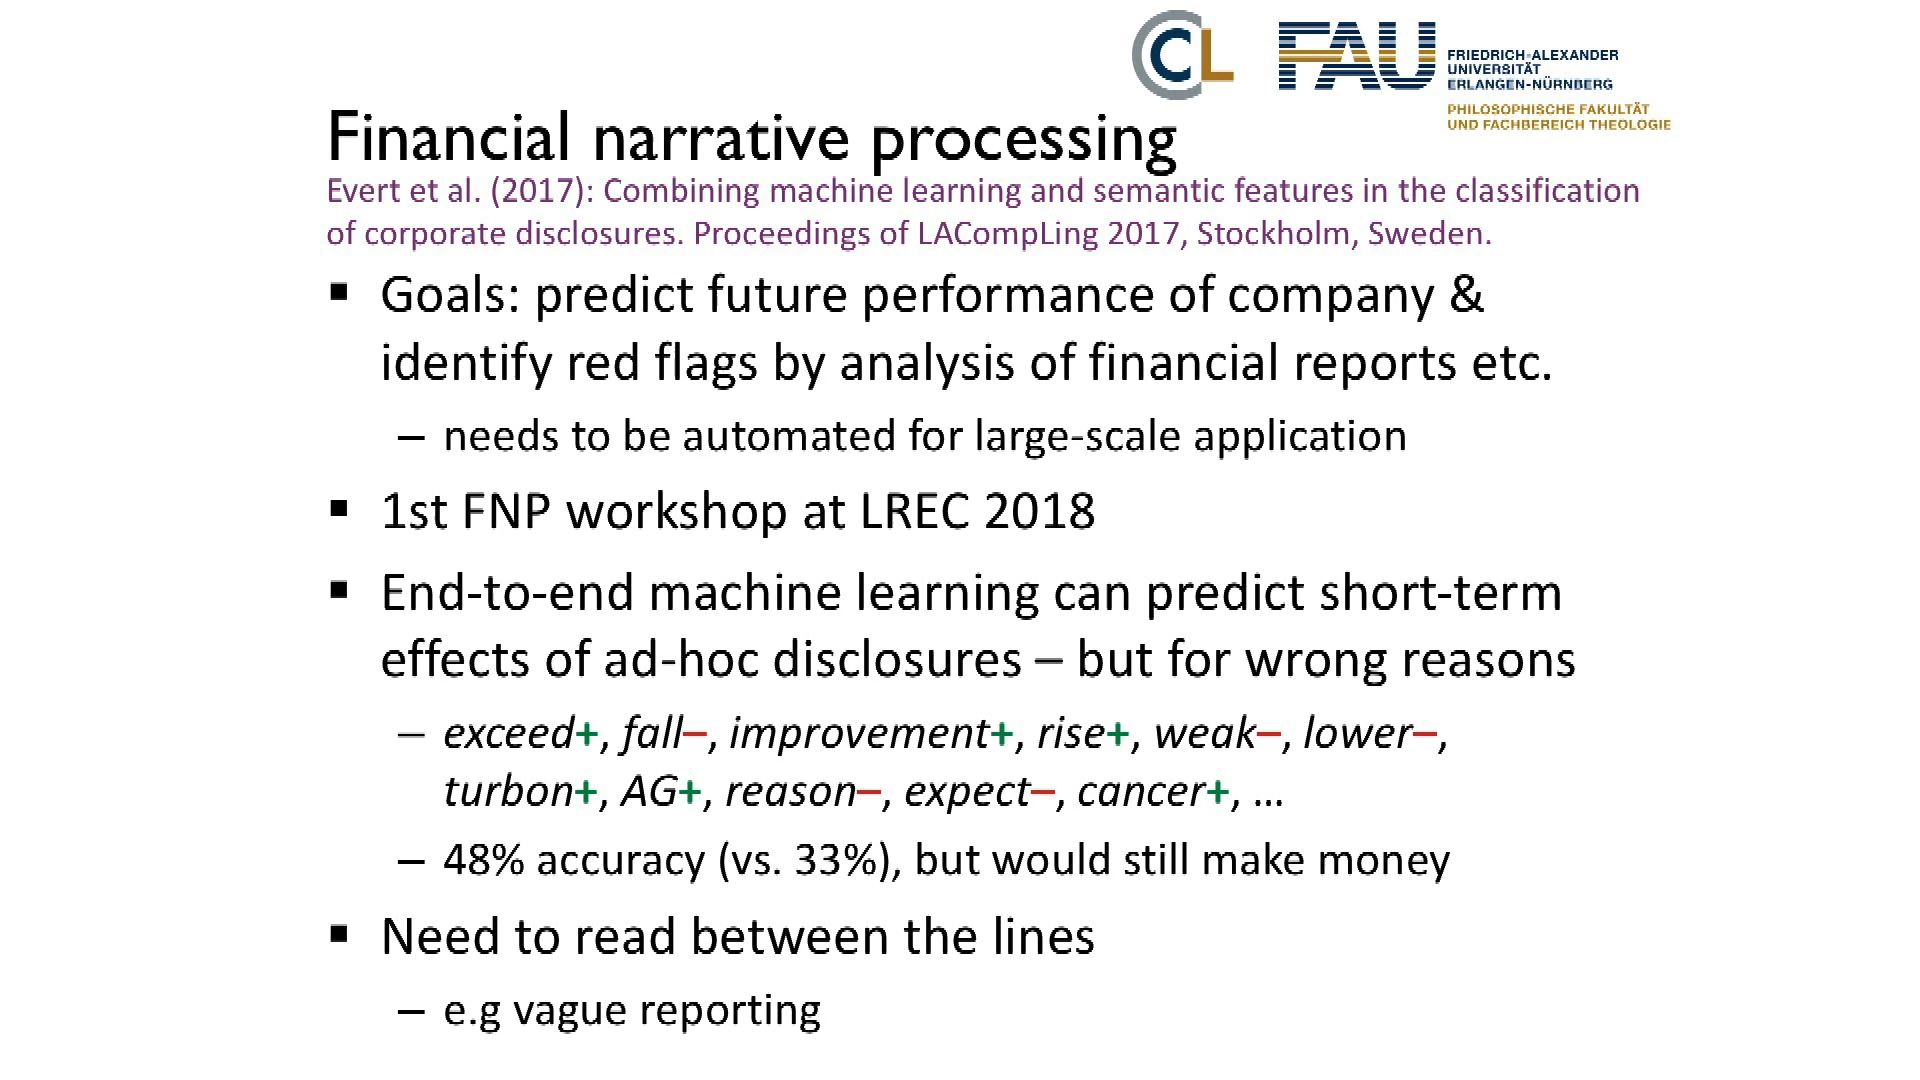 CCL
FAU
FRIEDRICH-ALEXANDER
UNIVERSITÄT
ERLANGEN-NÜRNBERG
PHILOSOPHISCHE FAKULTÄT
UND FACHBEREICH THEOLOGIE
Financial narrative processing
Evert et al. (2017): Combining machine learning and semantic features in the classification
of corporate disclosures. Proceedings of LACompLing 2017, Stockholm, Sweden.
▪ Goals: predict future performance of company &
identify red flags by analysis of financial reports etc.
– needs to be automated for large-scale application
▪ 1st FNP workshop at LREC 2018
▪ End-to-end machine learning can predict short-term
effects of ad-hoc disclosures – but for wrong reasons
– exceed+, fall–, improvement+, rise+, weak–, lower–,
turbon+, AG+, reason–, expect–, cancer+, …
– 48% accuracy (vs. 33%), but would still make money
▪ Need to read between the lines
– e.g vague reporting